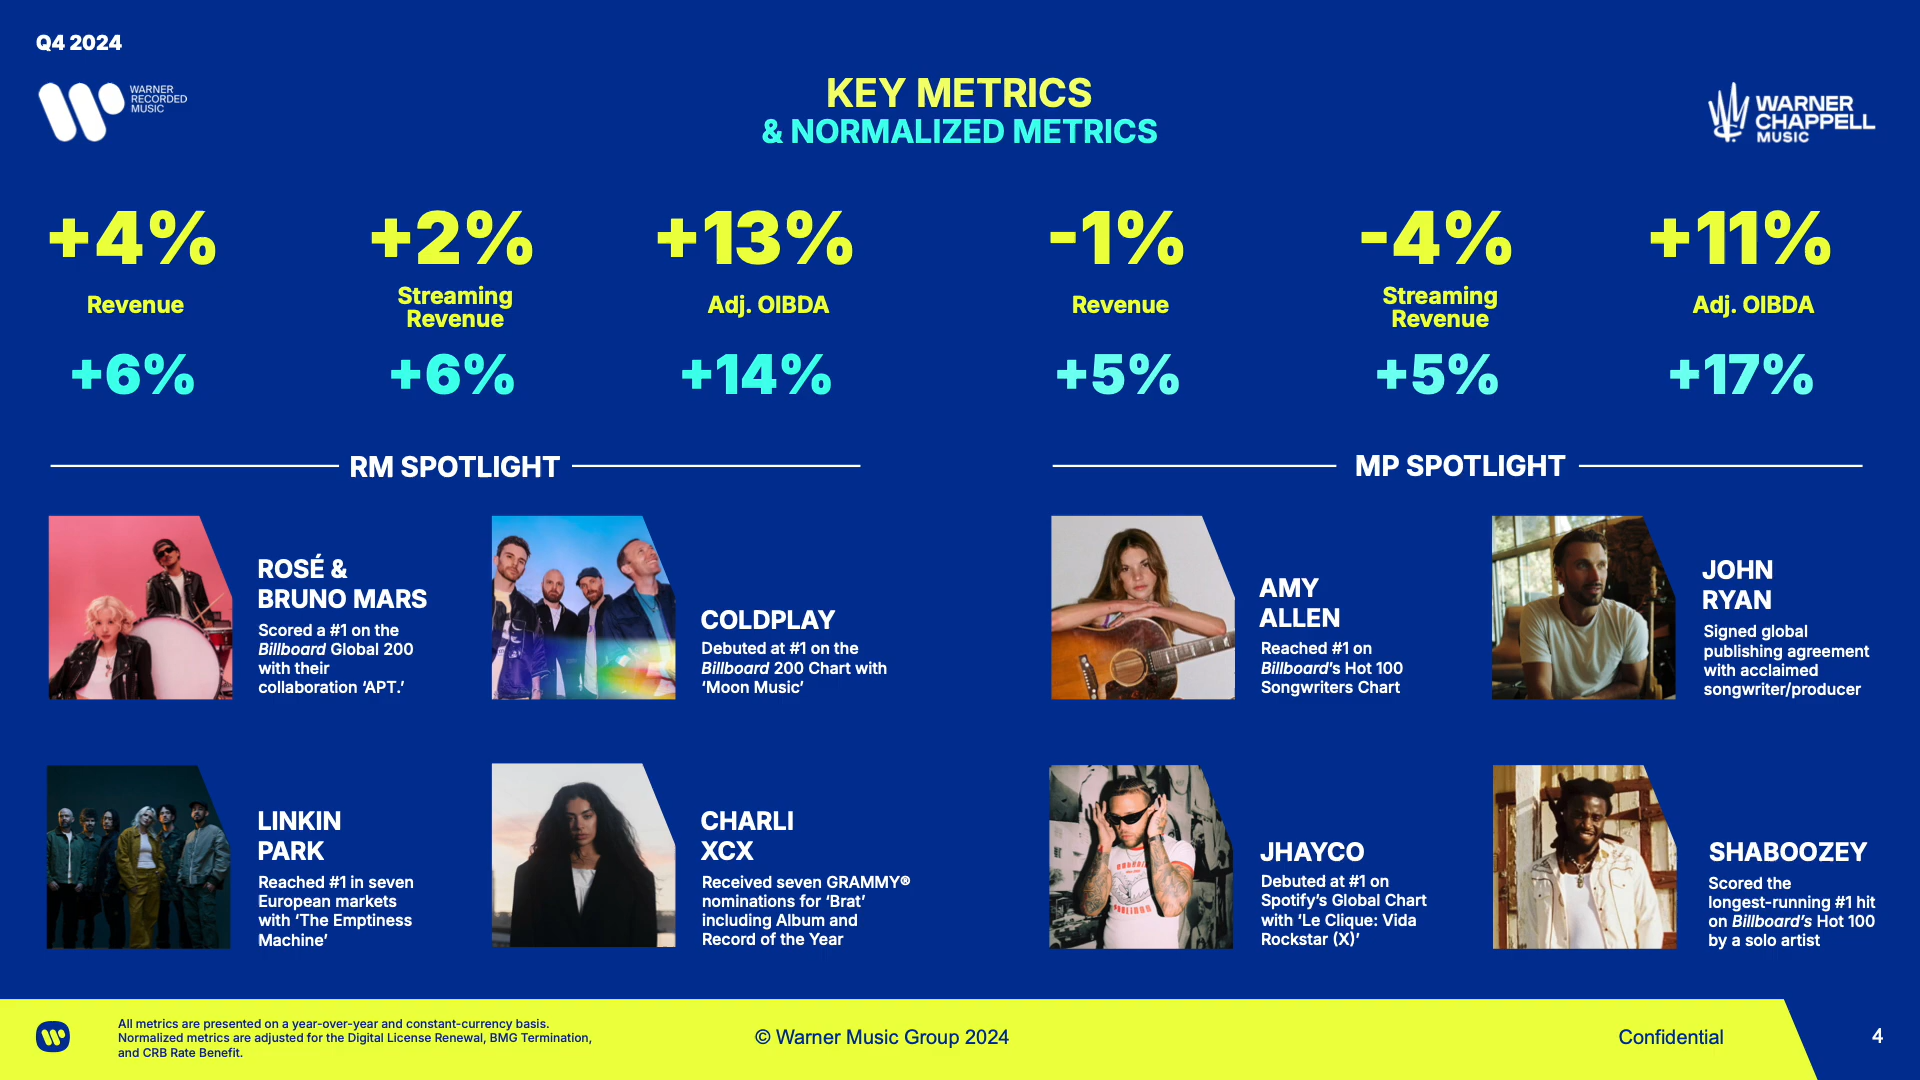 Q4 2024
WARNER
RECORDED
MUSIC
KEY METRICS
& NORMALIZED METRICS
WARNER
CHAPPELL
MUSIC
+4%
Revenue
+6%
+2%
Streaming
Revenue
+6%
+13%
Adj. OIBDA
+14%
-1%
Revenue
+5%
-4%
Streaming
Revenue
+5%
+11%
Adj. OIBDA
+17%
RM SPOTLIGHT
ROSÉ &
BRUNO MARS
Scored a #1 on the
Billboard Global 200
with their
collaboration ‘APT.’
COLDPLAY
Debuted at #1 on the
Billboard 200 Chart with
‘Moon Music’
LINKIN
PARK
Reached #1 in seven
European markets
with ‘The Emptiness
Machine’
CHARLI
XCX
Received seven GRAMMY®
nominations for ‘Brat’
including Album and
Record of the Year
MP SPOTLIGHT
AMY
ALLEN
Reached #1 on
Billboard’s Hot 100
Songwriters Chart
JOHN
RYAN
Signed global
publishing agreement
with acclaimed
songwriter/producer
JHAYCO
Debuted at #1 on
Spotify’s Global Chart
with ‘Le Clique: Vida
Rockstar (X)’
SHABOOZEY
Scored the
longest-running #1 hit
on Billboard’s Hot 100
by a solo artist
All metrics are presented on a year-over-year and constant-currency basis.
Normalized metrics are adjusted for the Digital License Renewal, BMG Termination,
and CRB Rate Benefit.
© Warner Music Group 2024
Confidential
4